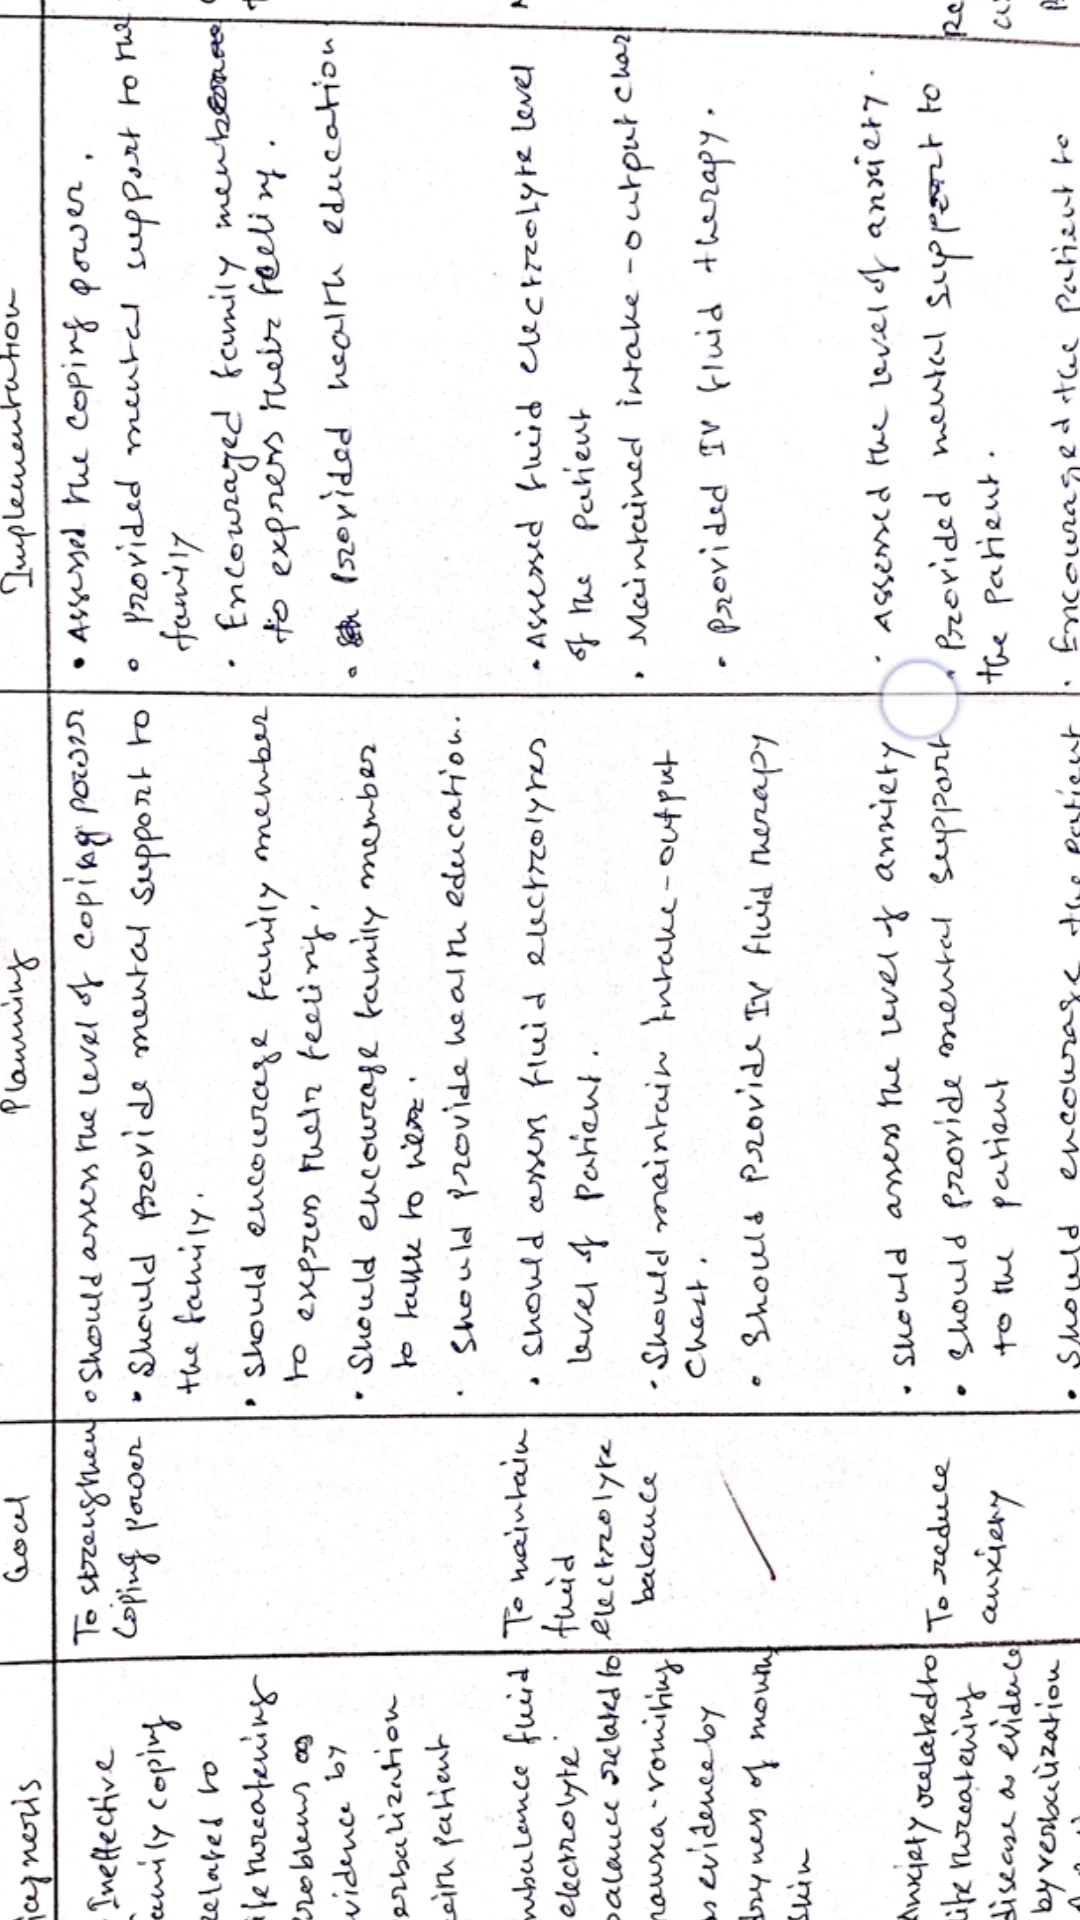 Diagnosis
Ineffective
family coping
related to
life threatening
problems as
evidence by
verbalization
with patient
imbalance fluid
electrolyte
balance related to
nausea-vomiting
as evidence by
dryness of mouth
skin
Anxiety related to
life threatening
disease as evidence
by verbalization
Goal
To strengthen
coping power
To maintain
fluid
electrolyte
balance
To reduce
anxiety
Planning
• Should assess the level of coping power
• Should provide mental support to
the family.
• Should encourage family member
to express their feeling.
• Should encourage family member
to talk to
• Should provide health education.
• Should assess fluid electrolytes
level of patient.
• Should maintain intake-output
Chart.
• Should provide IV fluid therapy
• Should assess the level of anxiety
• Should provide mental support
to the patient
• Should encourage the patient
Implementation
• Assessed the coping power.
• provided mental support to the
family
• Encouraged family members
to express their feeling.
• Provided health education
• Assessed fluid electrolyte level
of the patient
• Maintained intake-output char
• Provided IV fluid therapy.
• Assessed the level of anxiety.
• Provided mental support to
the patient.
• Encouraged the patient to